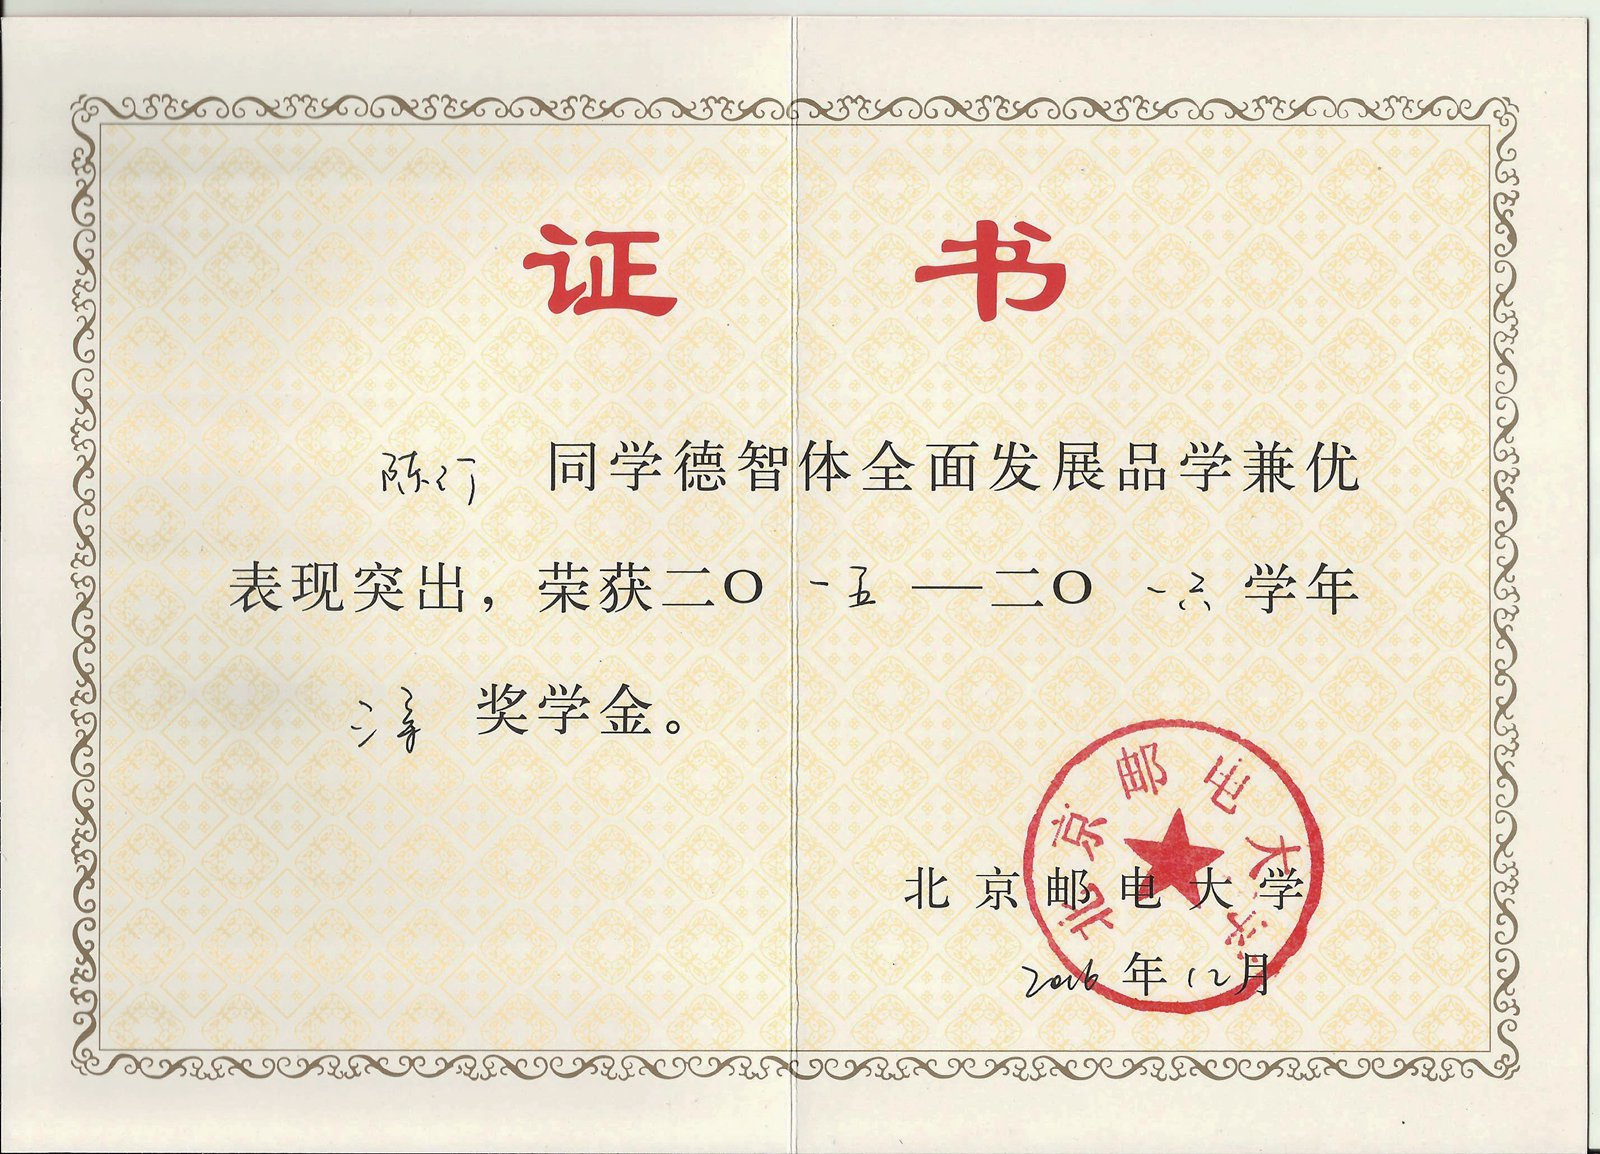 证书
陈行 同学德智体全面发展品学兼优
表现突出，荣获二〇一五—二〇一六学年
二等 奖学金。
北京邮电大学
北京邮电大学
2016年12月